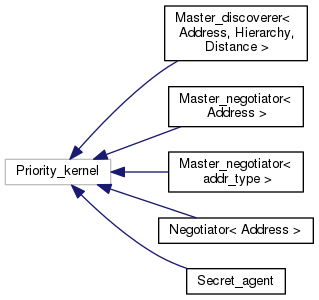 Master_discoverer<
Address, Hierarchy,
Distance >
Master_negotiator<
Address >
Priority_kernel
Master_negotiator<
addr_type >
Negotiator< Address >
Secret_agent